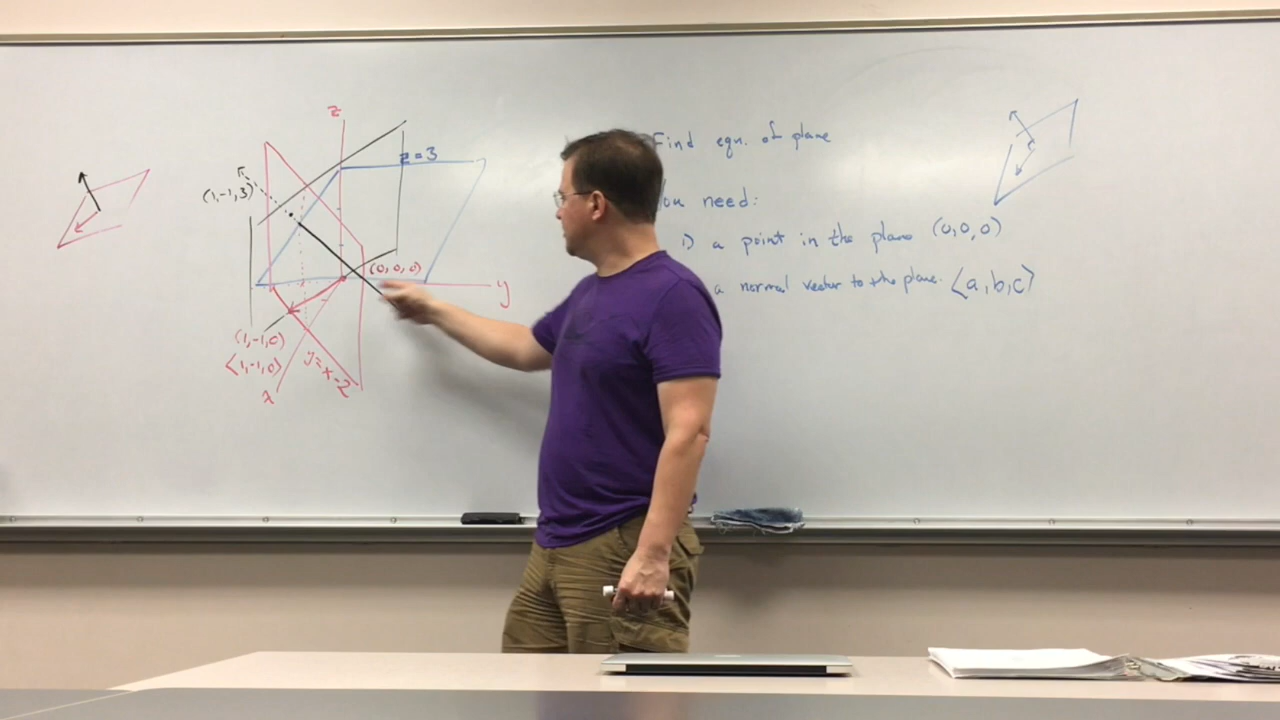 z
z = 3
(1,-1,3)
(0,0,0)
y
(1,-1,0)
⟨1,-1,0⟩
y=x-2
x
Find eqn. of plane
You need:
1) a point in the plane (0,0,0)
a normal vector to the plane. ⟨a,b,c⟩